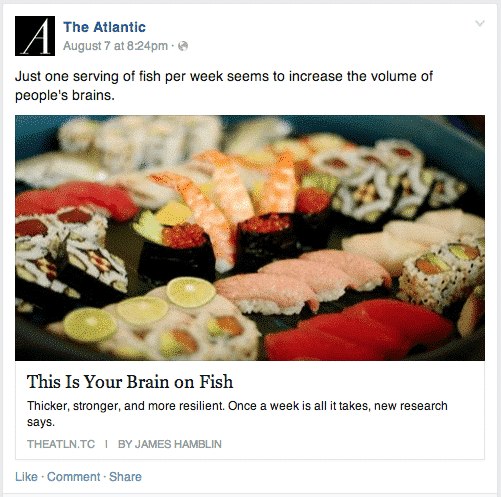 A
The Atlantic
August 7 at 8:24pm ·
Just one serving of fish per week seems to increase the volume of
people's brains.
This Is Your Brain on Fish
Thicker, stronger, and more resilient. Once a week is all it takes, new research
says.
THEATLN.TC | BY JAMES HAMBLIN
Like · Comment · Share